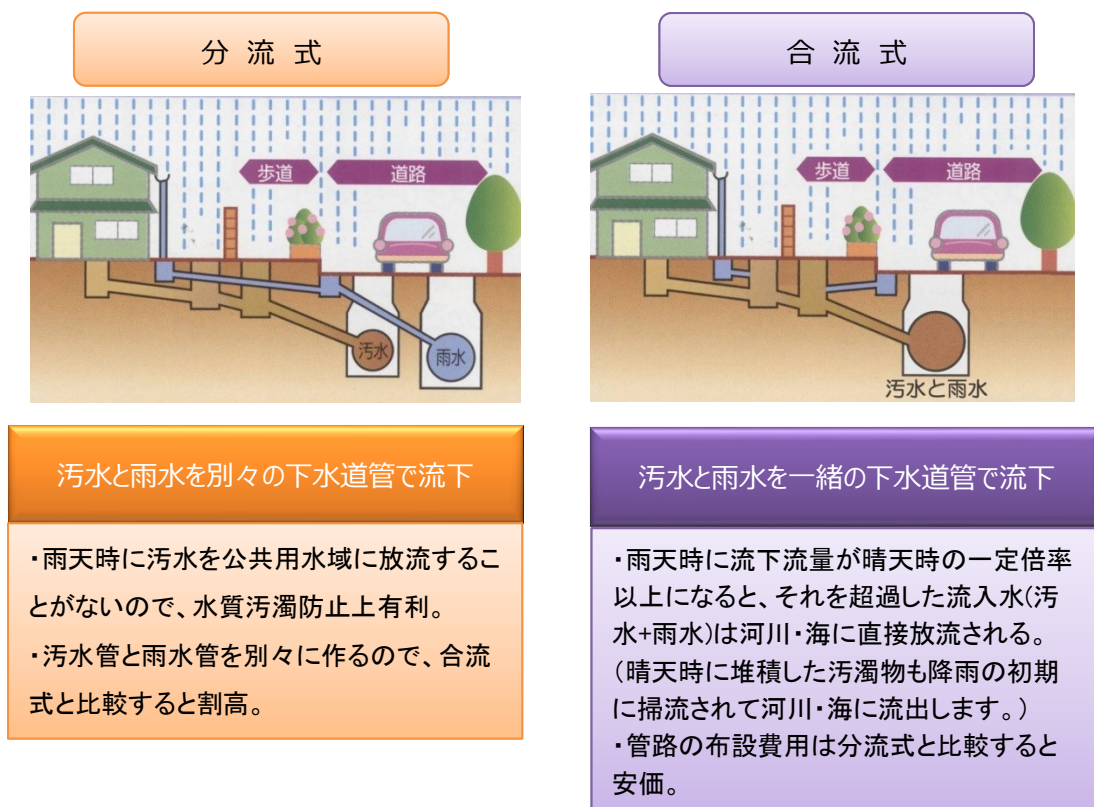 分 流 式
歩道
道路
汚水
雨水
汚水と雨水を別々の下水道管で流下
・雨天時に汚水を公共用水域に放流するこ
とがないので、水質汚濁防止上有利。
・汚水管と雨水管を別々に作るので、合流
式と比較すると割高。
合 流 式
歩道
道路
汚水と雨水
汚水と雨水を一緒の下水道管で流下
・雨天時に流下流量が晴天時の一定倍率
以上になると、それを超過した流入水(汚
水+雨水)は河川・海に直接放流される。
(晴天時に堆積した汚濁物も降雨の初期
に掃流されて河川・海に流出します。)
・管路の布設費用は分流式と比較すると
安価。